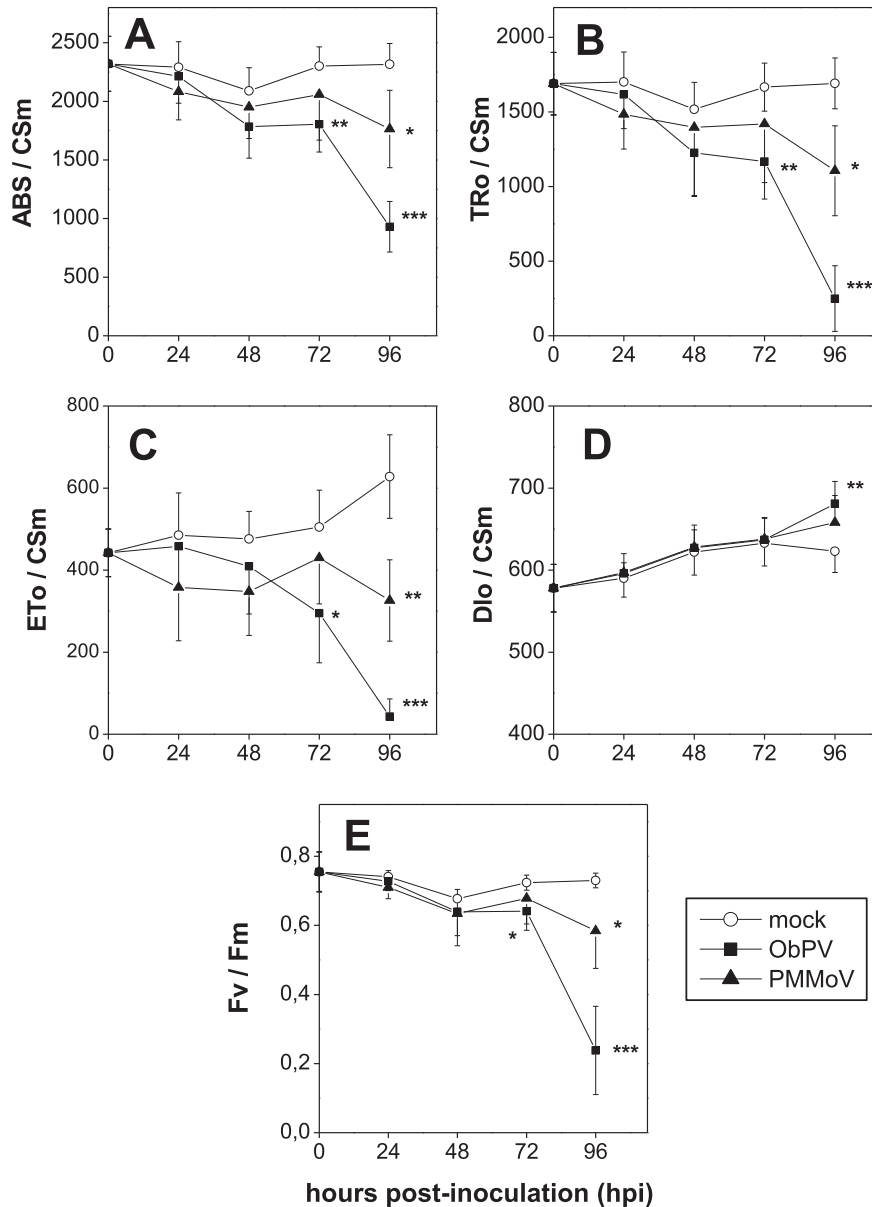 A
ABS / CSm
2500
2000
1500
1000
500
0
0 24 48 72 96
**
*
***
B
TRo / CSm
2000
1500
1000
500
0
0 24 48 72 96
**
*
***
C
ETo / CSm
800
600
400
200
0
0 24 48 72 96
*
**
***
D
DIo / CSm
800
700
600
500
400
0 24 48 72 96
**
E
Fv / Fm
0,8
0,6
0,4
0,2
0,0
0 24 48 72 96
*
*
***
hours post-inoculation (hpi)
mock
ObPV
PMMoV